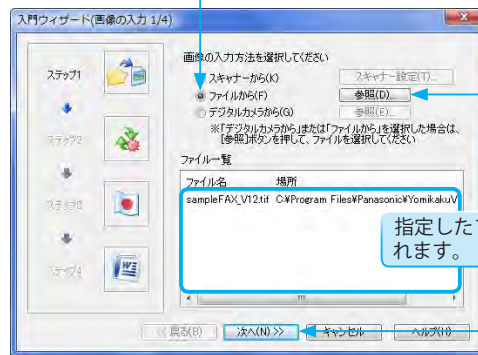 入門ウィザード(画像の入力 1/4)
ステップ1
ステップ2
ステップ3
ステップ4
画像の入力方法を選択してください
スキャナーから(K)
スキャナー設定(T)...
ファイルから(F)
参照(D)...
デジタルカメラから(G)
参照(E)...
※「デジタルカメラから」または「ファイルから」を選択した場合は、
[参照]ボタンを押して、ファイルを選択してください
ファイル一覧
ファイル名 場所
sampleFAX_V12.tif C:¥Program Files¥Panasonic¥YomikakuV
指定した
れます。
<< 戻る(B) 次へ(N) >> キャンセル ヘルプ(H)